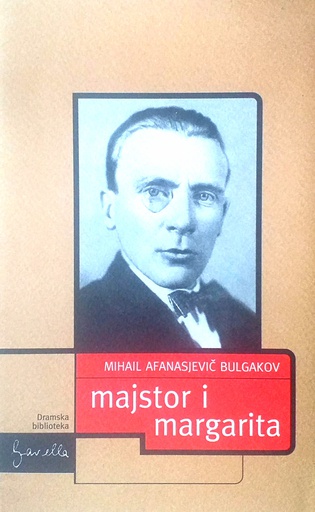 MIHAIL AFANASJEVIČ BULGAKOV
majstor i
margarita
Dramska
biblioteka
Gavella